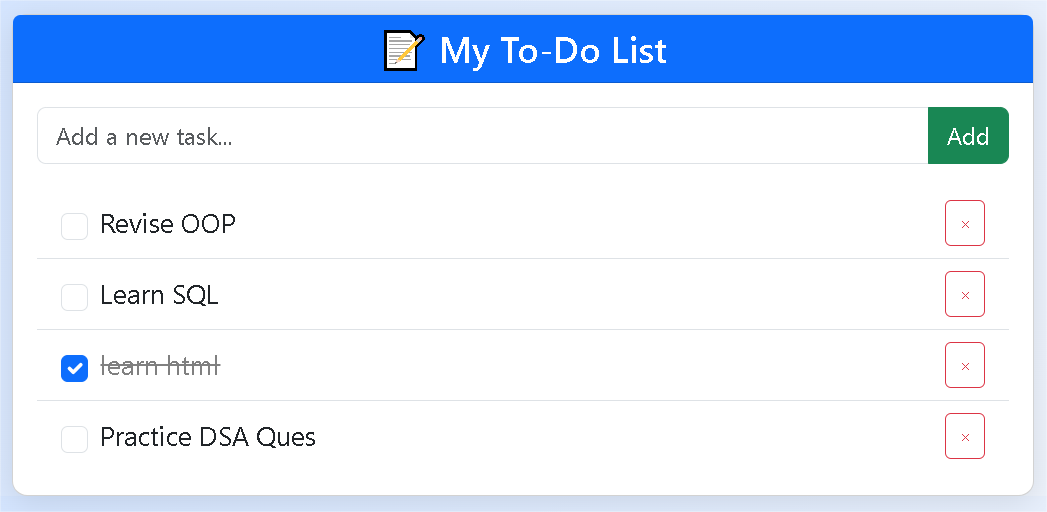 📝 My To-Do List
Add a new task... Add
Revise OOP ×
Learn SQL ×
learn html ×
Practice DSA Ques ×